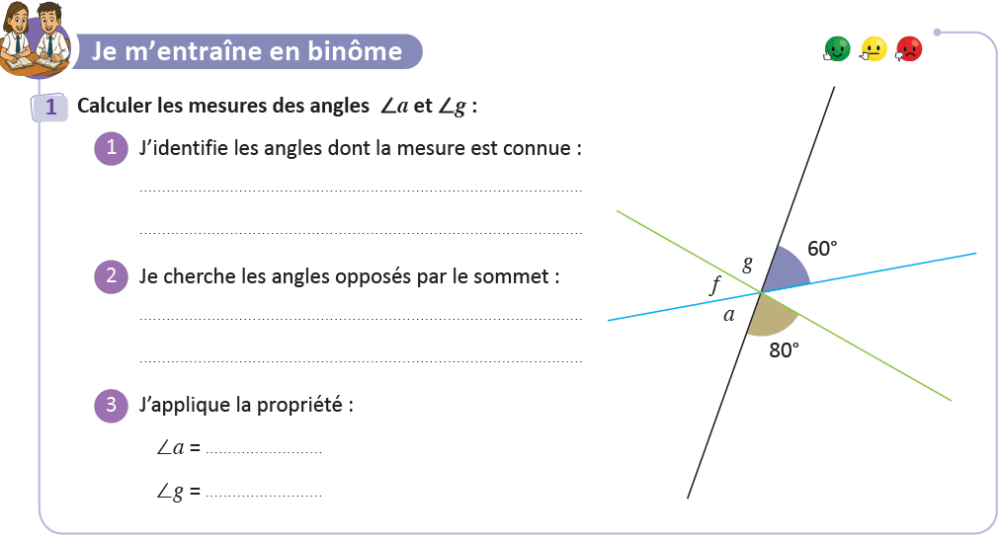 Je m’entraîne en binôme
1 Calculer les mesures des angles ∠a et ∠g :
1 J’identifie les angles dont la mesure est connue :
2 Je cherche les angles opposés par le sommet :
3 J’applique la propriété :
∠a = ..........................
∠g = ..........................
60°
g
f
a
80°